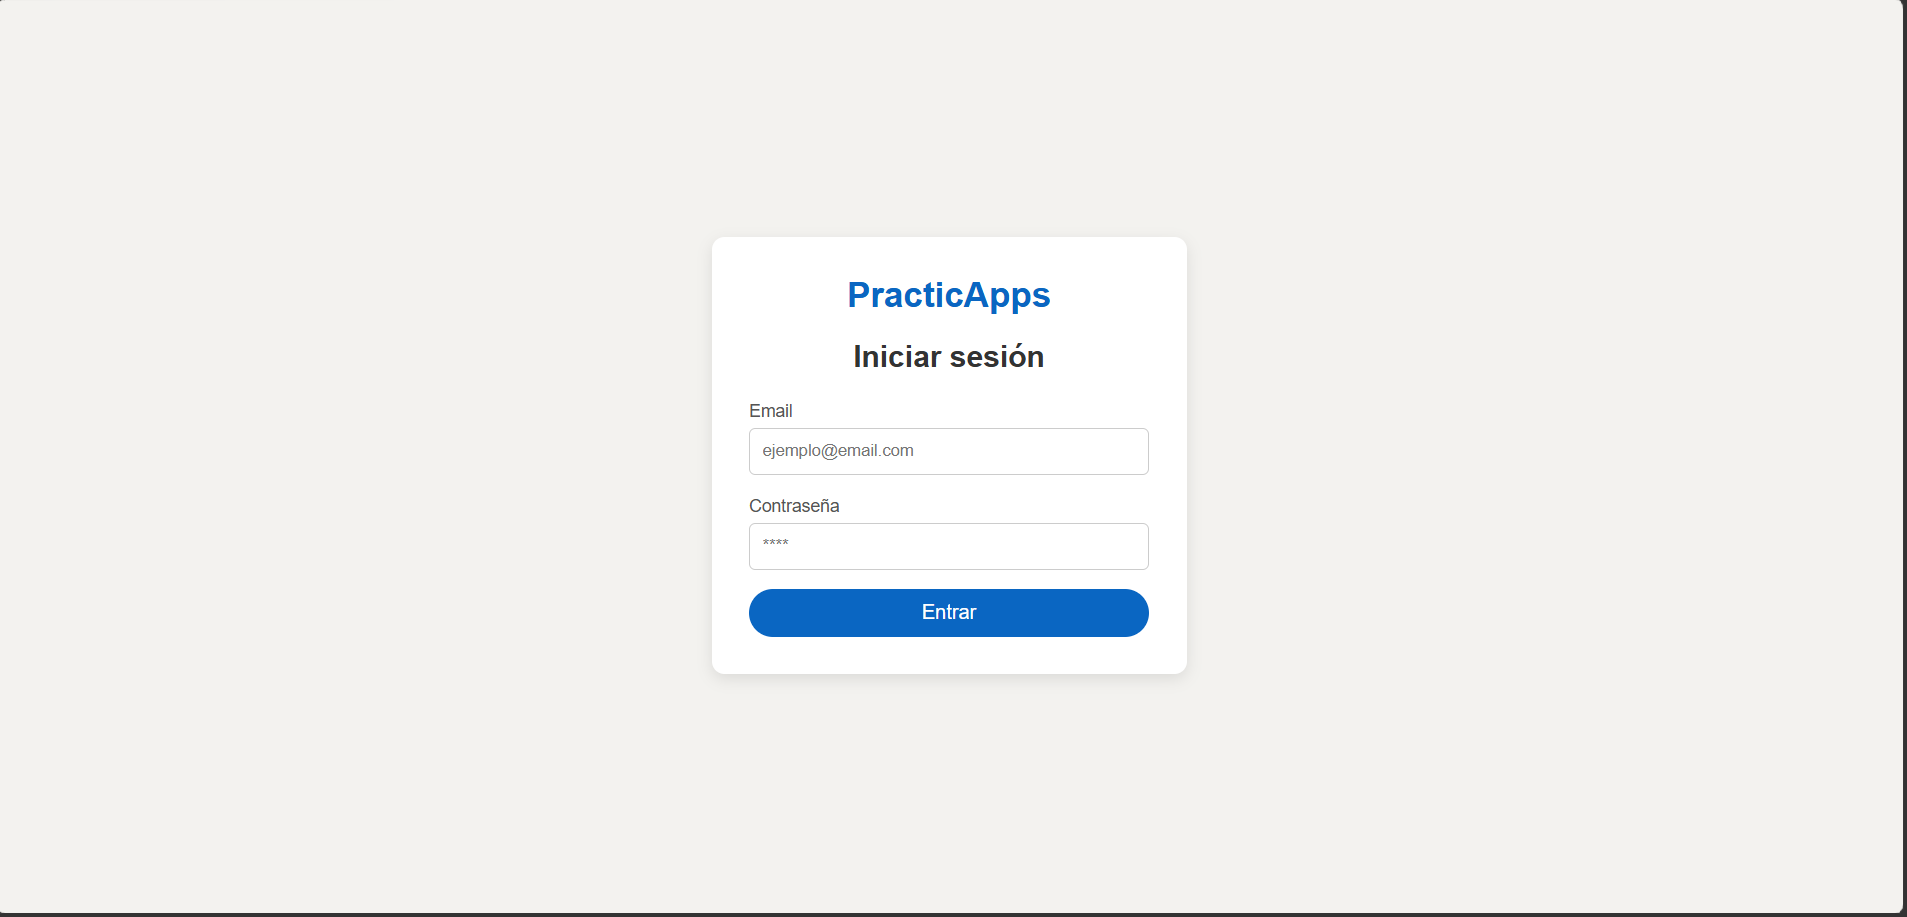 PracticApps
Iniciar sesión
Email
ejemplo@email.com
Contraseña
****
Entrar